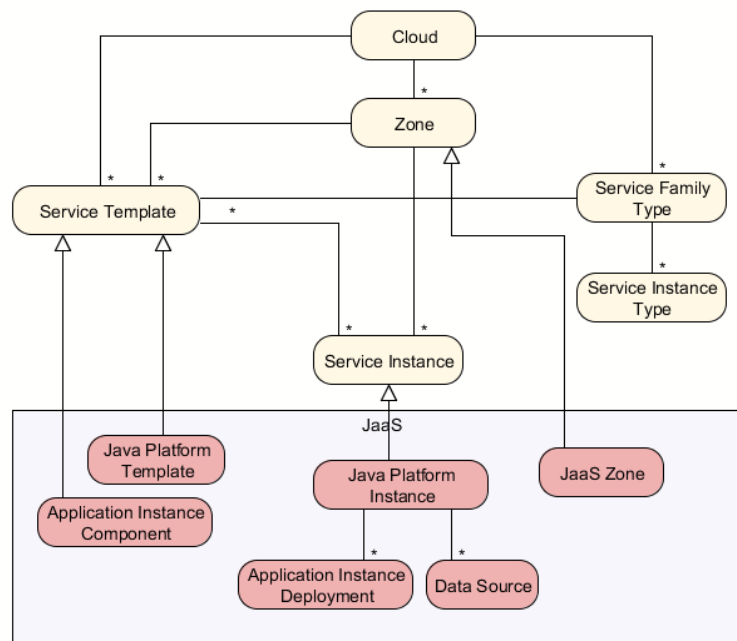 Cloud
*
Zone
* * *
Service Template
*
Service Family
Type
*
Service Instance
Type
* *
Service Instance
JaaS
Java Platform
Template
Java Platform
Instance
JaaS Zone
Application Instance
Component
* *
Application Instance
Deployment
Data Source